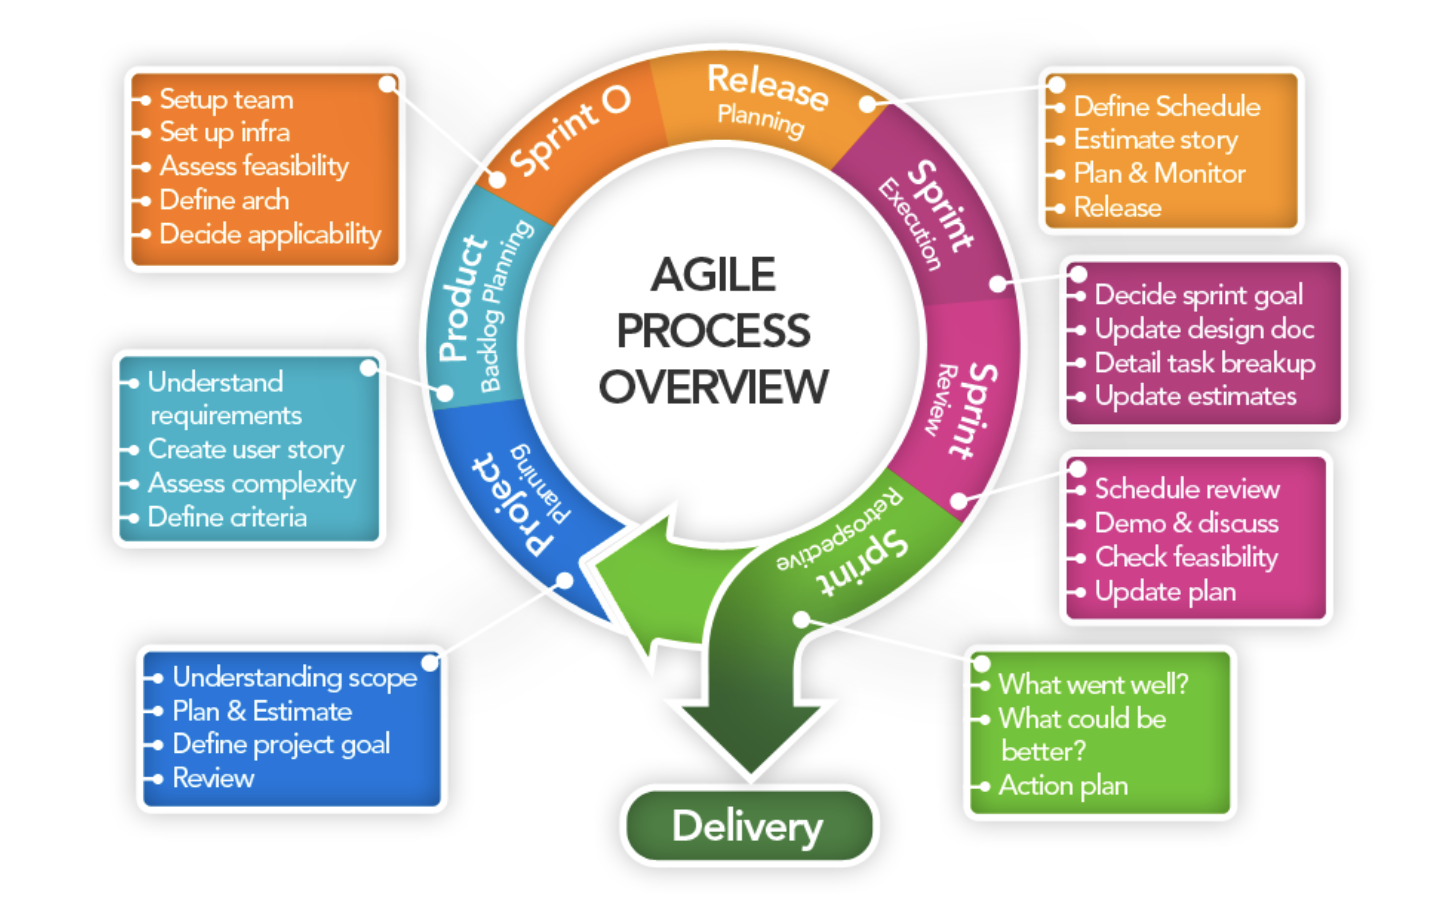 AGILE
PROCESS
OVERVIEW
Project
Planning
Understanding scope
Plan & Estimate
Define project goal
Review
Product
Backlog Planning
Understand
requirements
Create user story
Assess complexity
Define criteria
Sprint O
Setup team
Set up infra
Assess feasibility
Define arch
Decide applicability
Release
Planning
Define Schedule
Estimate story
Plan & Monitor
Release
Sprint
Execution
Decide sprint goal
Update design doc
Detail task breakup
Update estimates
Sprint
Review
Schedule review
Demo & discuss
Check feasibility
Update plan
Sprint
Retrospective
What went well?
What could be
better?
Action plan
Delivery